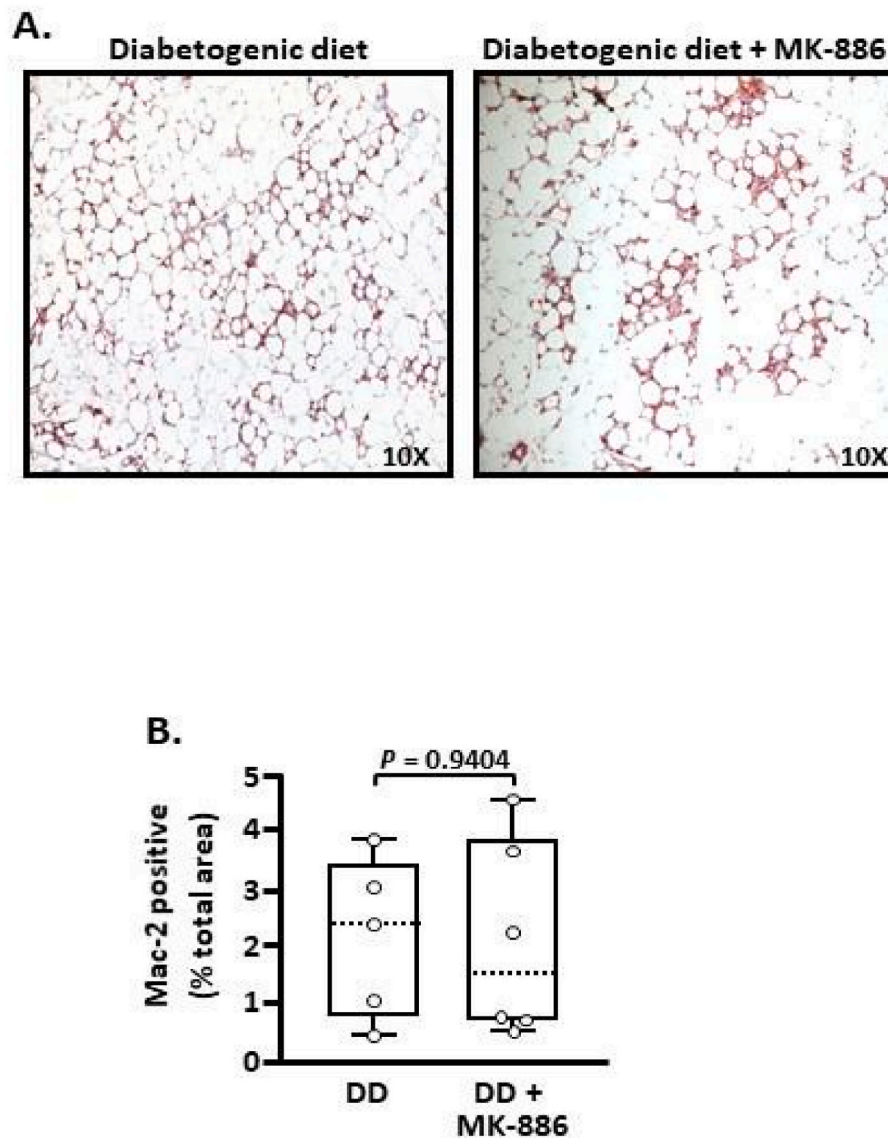 A.
Diabetogenic diet
Diabetogenic diet + MK-886
10X
10X
B.
P = 0.9404
Mac-2 positive
(% total area)
5
4
3
2
1
0
DD
DD +
MK-886